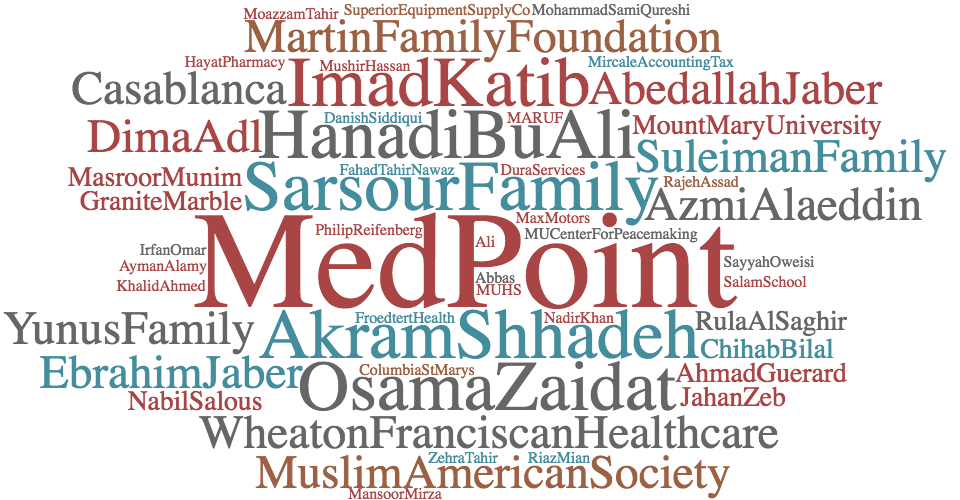 MoazzamTahir SuperiorEquipmentSupplyCo MohammadSamiQureshi
MartinFamilyFoundation
HayatPharmacy MushirHassan MircaleAccountingTax
Casablanca ImadKatib AbedallahJaber
DanishSiddiqui MARUF
DimaAdl HanadiBuAli MountMaryUniversity
SuleimanFamily
FahadTahirNawaz DuraServices
MasroorMunim SarsourFamily RajehAssad
GraniteMarble AzmiAlaeddin
MaxMotors
PhilipReifenberg MUCenterForPeacemaking
IrfanOmar Ali
AymanAlamy MedPoint SayyahOweisi
Abbas
KhalidAhmed MUHS SalamSchool
FroedtertHealth NadirKhan
YunusFamily AkramShhadeh RulaAlSaghir
ChihabBilal
EbrahimJaber ColumbiaStMarys AhmadGuerard
NabilSalous OsamaZaidat JahanZeb
WheatonFranciscanHealthcare
ZehraTahir RiazMian
MuslimAmericanSociety
MansoorMirza